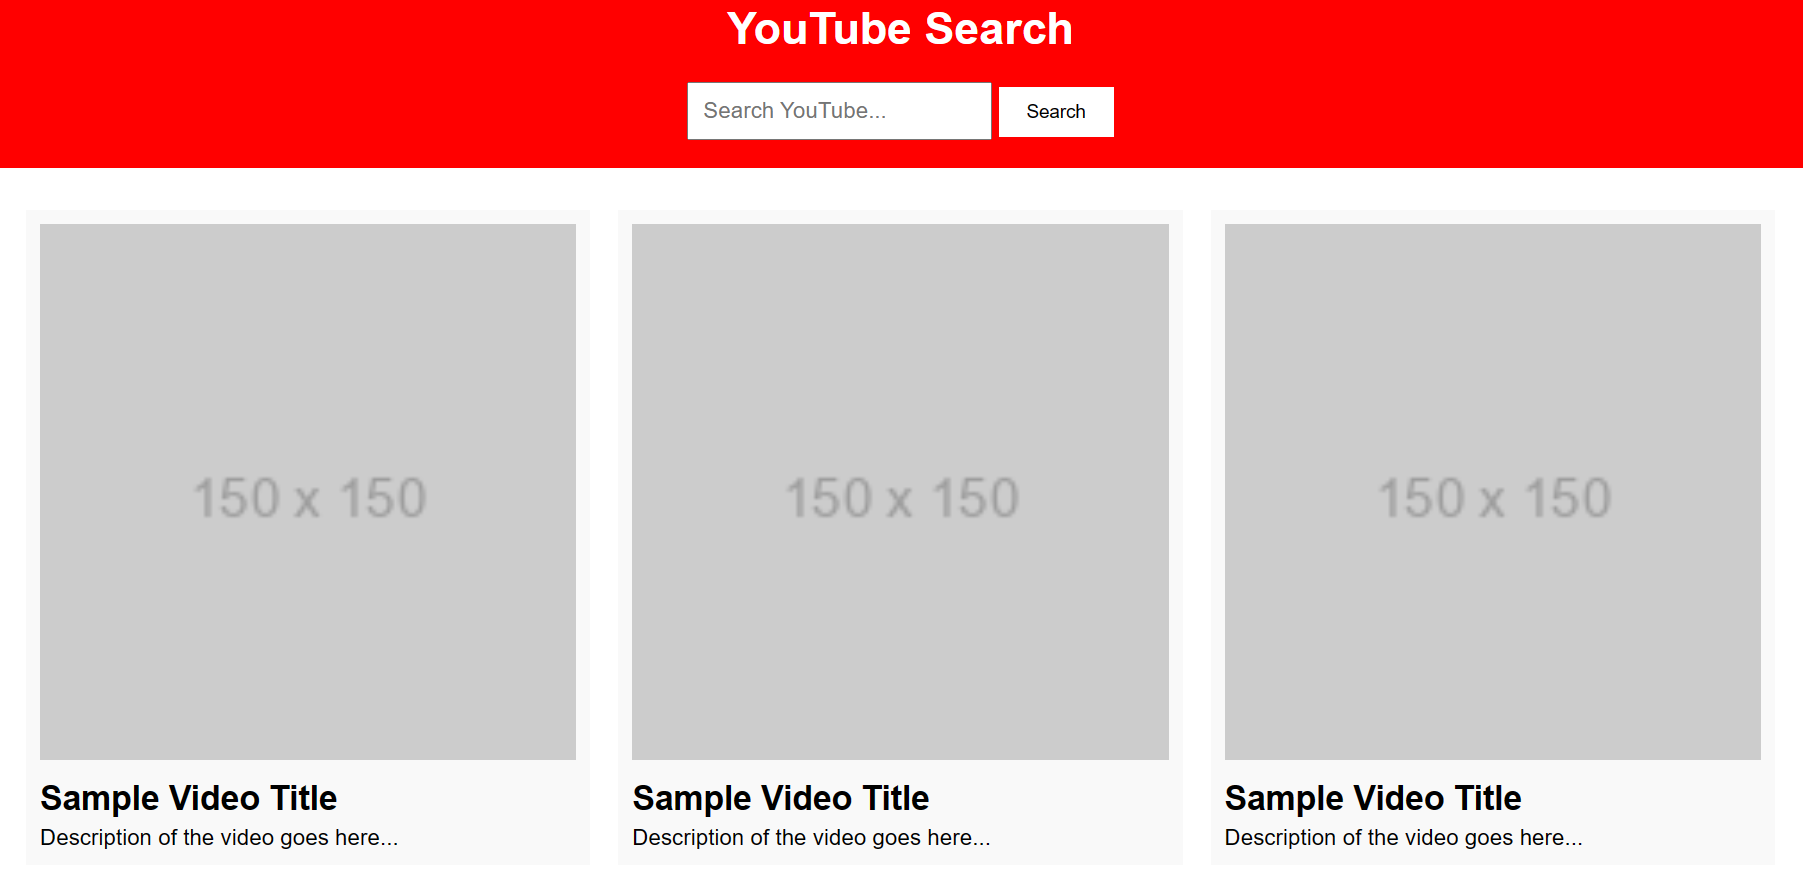 YouTube Search
Search YouTube...
Search
150 x 150
150 x 150
150 x 150
Sample Video Title
Description of the video goes here...
Sample Video Title
Description of the video goes here...
Sample Video Title
Description of the video goes here...